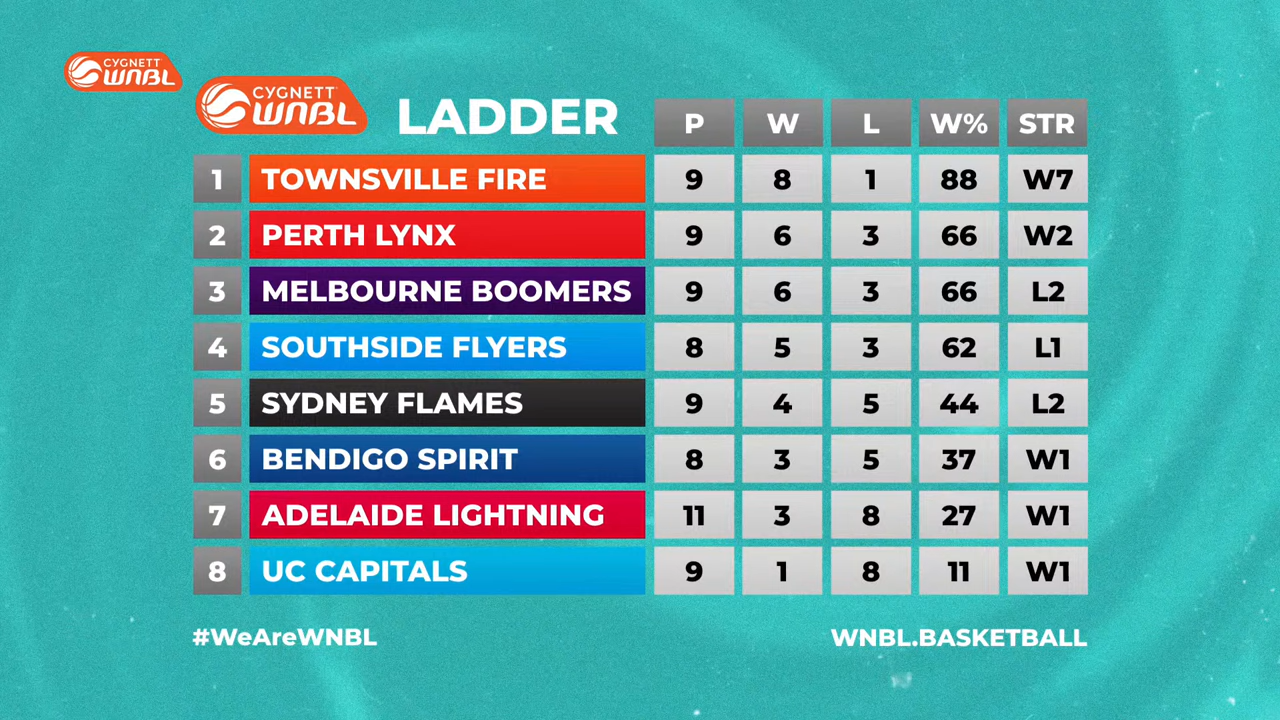 CYGNETT
WNBL
CYGNETT
WNBL
LADDER P W L W% STR
1 TOWNSVILLE FIRE 9 8 1 88 W7
2 PERTH LYNX 9 6 3 66 W2
3 MELBOURNE BOOMERS 9 6 3 66 L2
4 SOUTHSIDE FLYERS 8 5 3 62 L1
5 SYDNEY FLAMES 9 4 5 44 L2
6 BENDIGO SPIRIT 8 3 5 37 W1
7 ADELAIDE LIGHTNING 11 3 8 27 W1
8 UC CAPITALS 9 1 8 11 W1
#WeAreWNBL WNBL.BASKETBALL